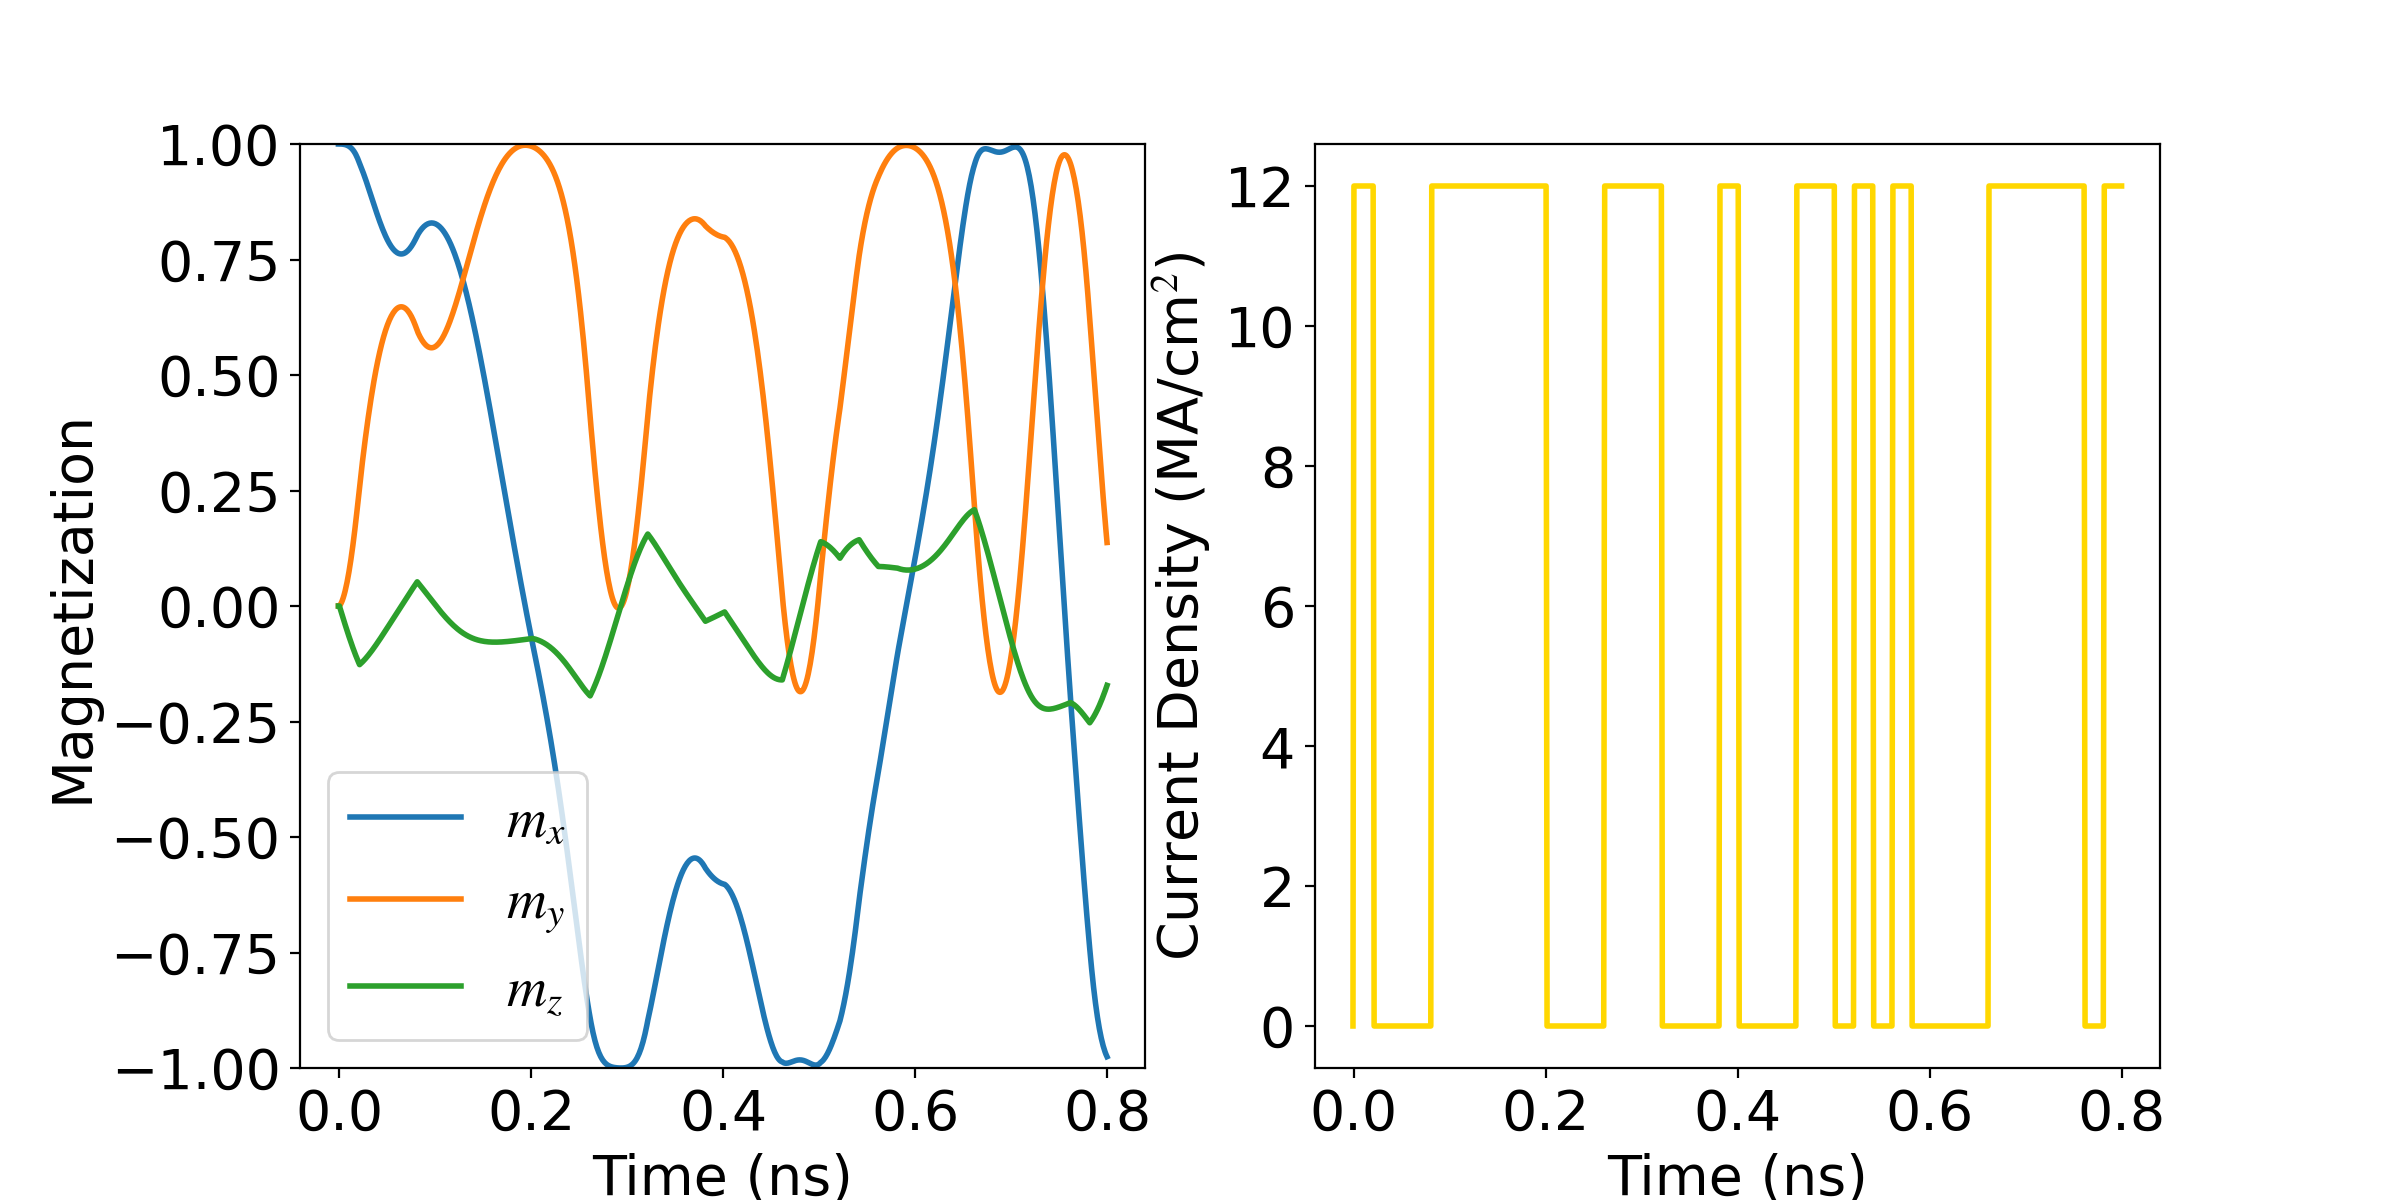 Magnetization
1.00
0.75
0.50
0.25
0.00
−0.25
−0.50
−0.75
−1.00
m_x
m_y
m_z
0.0 0.2 0.4 0.6 0.8
Time (ns)
Current Density (MA/cm²)
12
10
8
6
4
2
0
0.0 0.2 0.4 0.6 0.8
Time (ns)